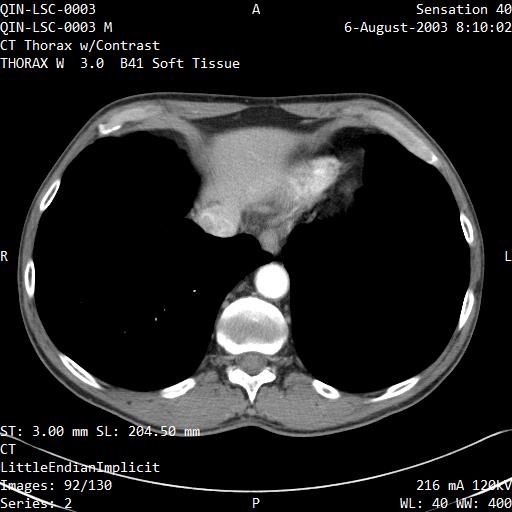 QIN-LSC-0003 A Sensation 40
QIN-LSC-0003 M 6-August-2003 8:10:02
CT Thorax w/Contrast
THORAX W 3.0 B41 Soft Tissue
R L
ST: 3.00 mm SL: 204.50 mm
CT
LittleEndianImplicit
Images: 92/130 216 mA 120kV
Series: 2 P WL: 40 WW: 400